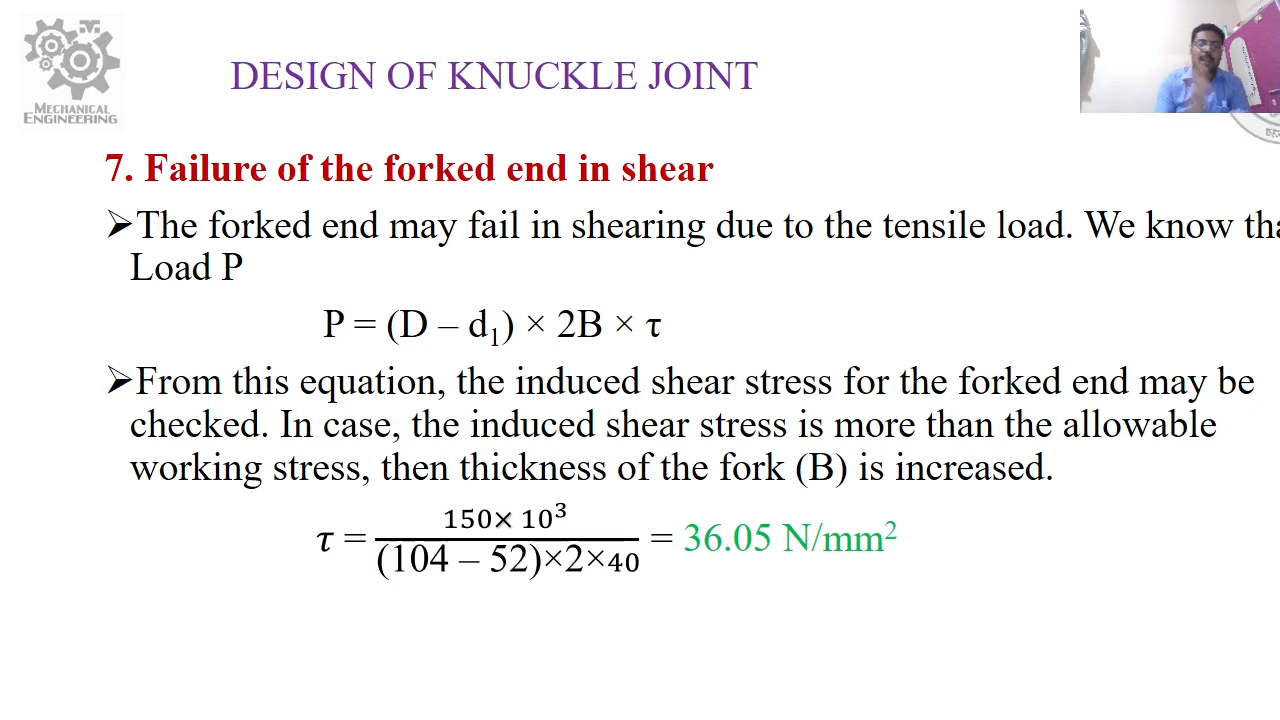 MECHANICAL
ENGINEERING
DESIGN OF KNUCKLE JOINT
7. Failure of the forked end in shear
➢The forked end may fail in shearing due to the tensile load. We know tha
Load P
P = (D – d₁) × 2B × τ
➢From this equation, the induced shear stress for the forked end may be
checked. In case, the induced shear stress is more than the allowable
working stress, then thickness of the fork (B) is increased.
τ = 150× 10³ / (104 – 52)×2×40 = 36.05 N/mm²